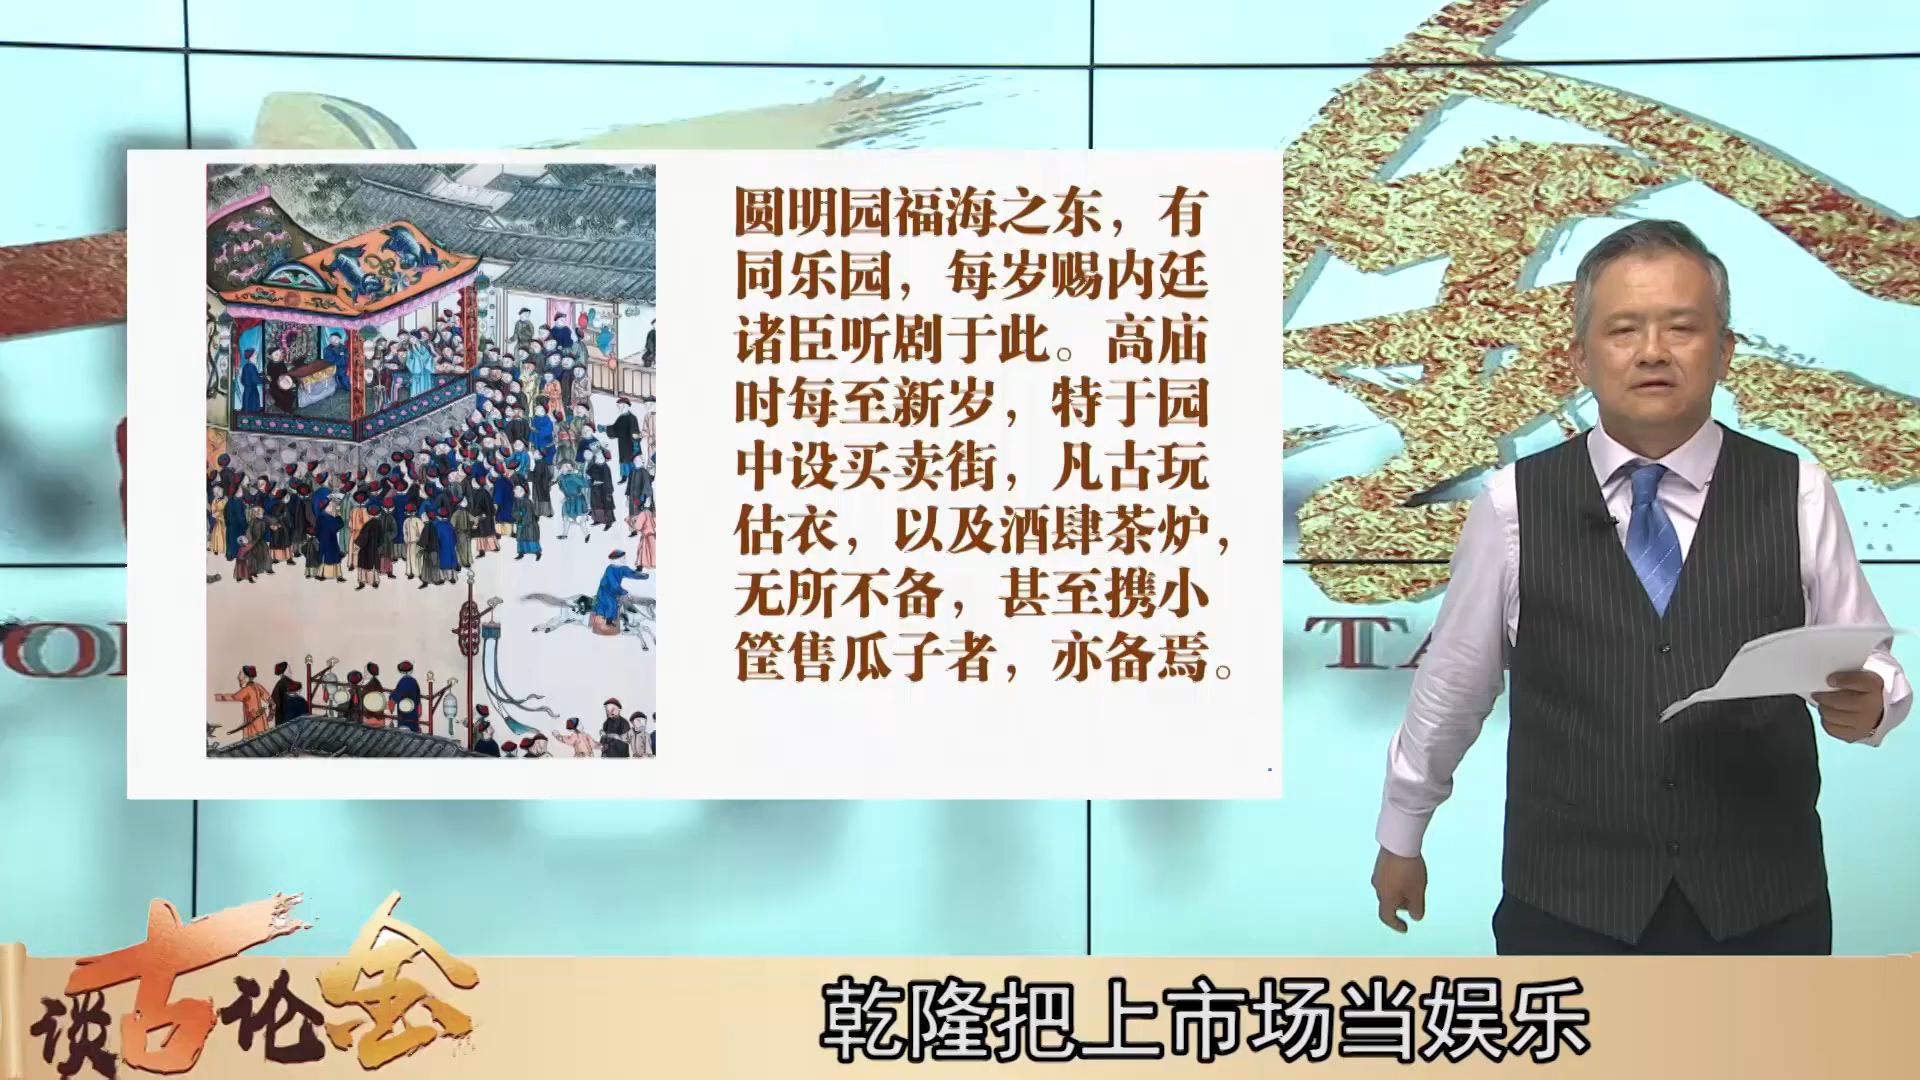 圆明园福海之东，有
同乐园，每岁赐内廷
诸臣听剧于此。高庙
时每至新岁，特于园
中设买卖街，凡古玩
估衣，以及酒肆茶炉，
无所不备，甚至携小
筐售瓜子者，亦备焉。
谈古论金
乾隆把上市场当娱乐